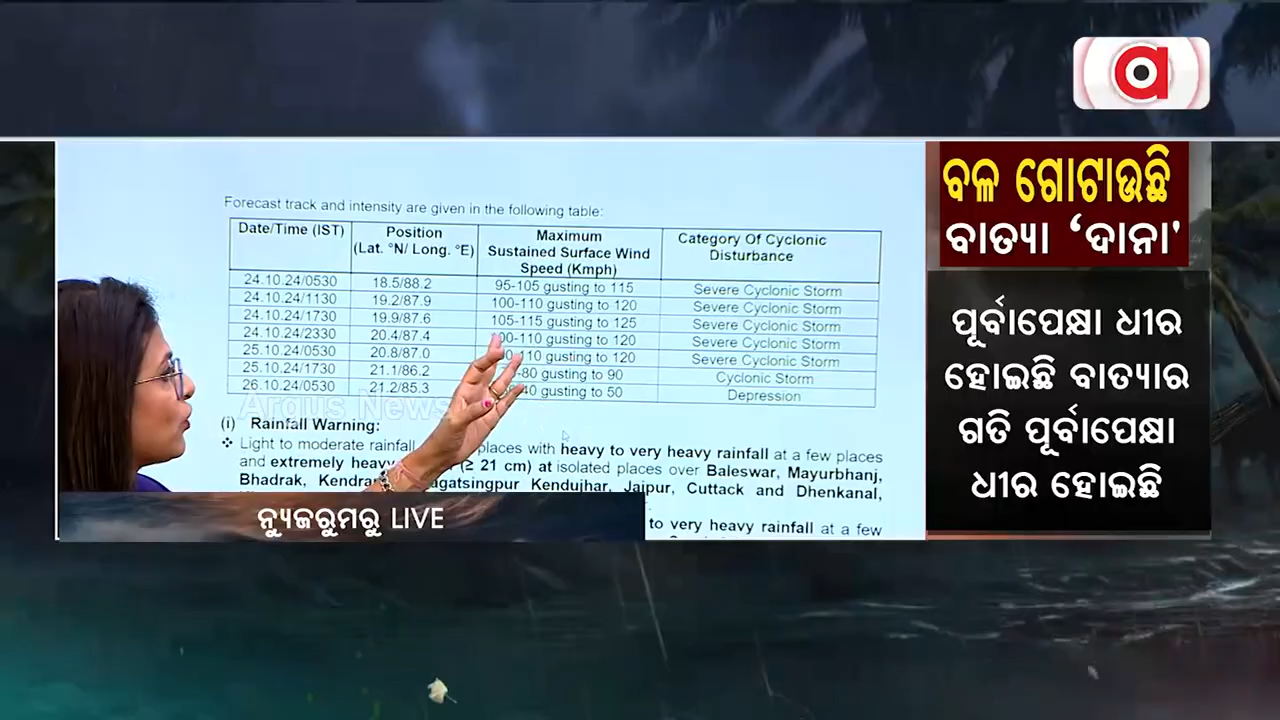 Forecast track and intensity are given in the following table:
Date/Time (IST) Position (Lat. °N/ Long. °E) Maximum Sustained Surface Wind Speed (Kmph) Category Of Cyclonic Disturbance
24.10.24/0530 18.5/88.2 95-105 gusting to 115 Severe Cyclonic Storm
24.10.24/1130 19.2/87.9 100-110 gusting to 120 Severe Cyclonic Storm
24.10.24/1730 19.9/87.6 105-115 gusting to 125 Severe Cyclonic Storm
24.10.24/2330 20.4/87.4 gusting to 120 Severe Cyclonic Storm
25.10.24/0530 20.8/87.0 gusting to 120 Severe Cyclonic Storm
25.10.24/1730 21.1/86.2 gusting to 90 Cyclonic Storm
26.10.24/0530 21.2/85.3 gusting to 50 Depression
Argus News
(i) Rainfall Warning:
❖ Light to moderate rainfall places with heavy to very heavy rainfall at a few places
and extremely heavy (≥ 21 cm) at isolated places over Baleswar, Mayurbhanj,
Bhadrak, Kendujhar, Jajpur, Cuttack and Dhenkanal,
to very heavy rainfall at a few
ନ୍ୟୁଜରୁମରୁ LIVE
a
ବଳ ଗୋଟାଉଛି
ବାତ୍ୟା ‘ଦାନା'
ପୂର୍ବାପେକ୍ଷା ଧୀର
ହୋଇଛି ବାତ୍ୟାର
ଗତି ପୂର୍ବାପେକ୍ଷା
ଧୀର ହୋଇଛି